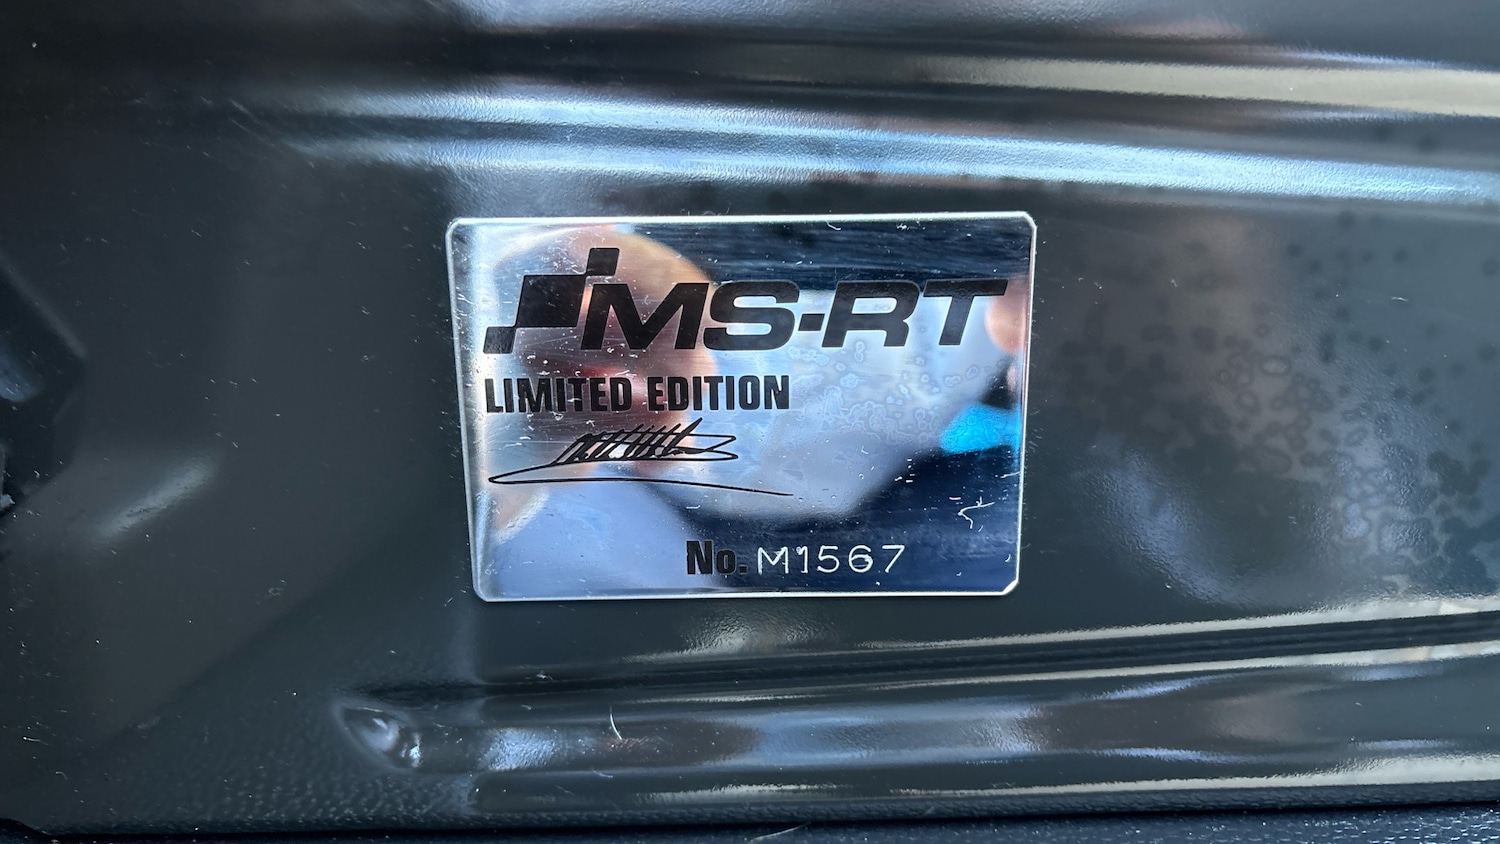 MS-RT
LIMITED EDITION
No. M1567